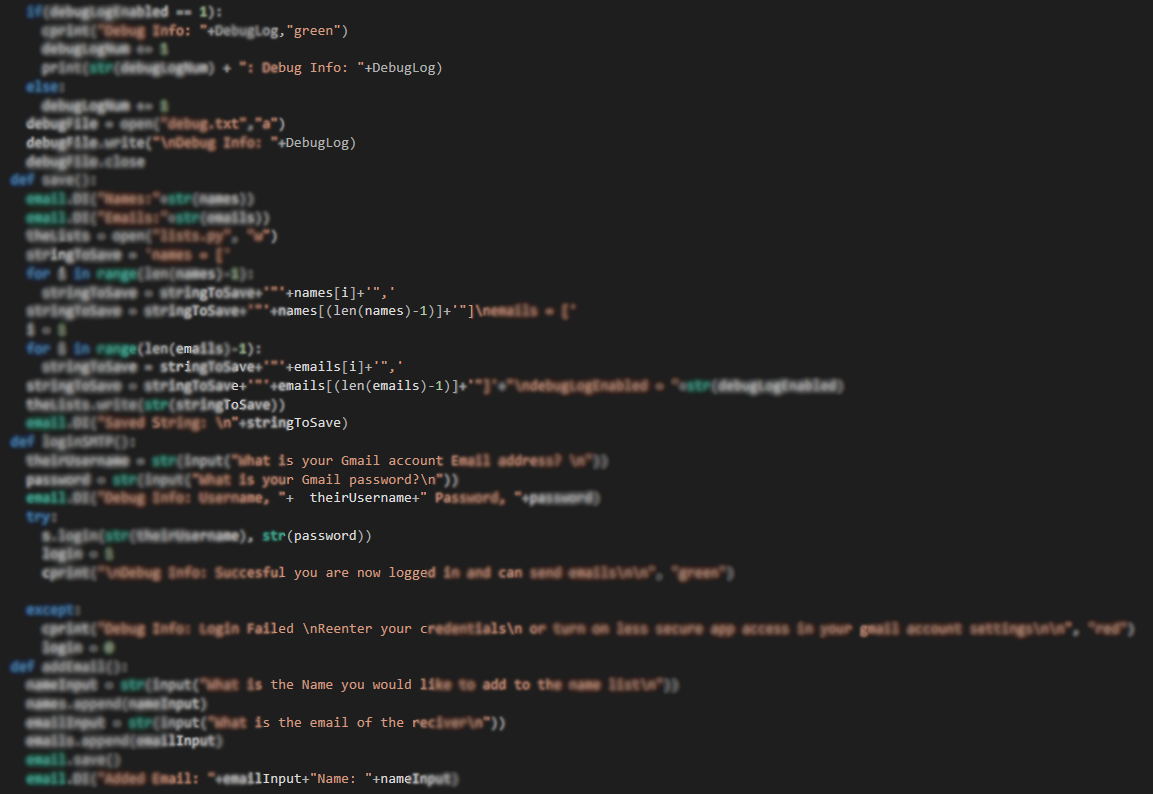 if(debugLogEnabled == 1):
cprint("Debug Info: "+DebugLog,"green")
debugLogNum += 1
print(str(debugLogNum) + ": Debug Info: "+DebugLog)
else:
debugLogNum += 1
debugFile = open("debug.txt","a")
debugFile.write("\nDebug Info: "+DebugLog)
debugFile.close
def save():
email.DI("Names:"+str(names))
email.DI("Emails:"+str(emails))
theLists = open("lists.py", "w")
stringToSave = 'names = ['
for i in range(len(names)-1):
stringToSave = stringToSave+'"'+names[i]+'",'
stringToSave = stringToSave+'"'+names[(len(names)-1)]+'"]\nemails = ['
i = 1
for i in range(len(emails)-1):
stringToSave = stringToSave+'"'+emails[i]+'",'
stringToSave = stringToSave+'"'+emails[(len(emails)-1)]+'"]'+"\ndebugLogEnabled = "+str(debugLogEnabled)
theLists.write(str(stringToSave))
email.DI("Saved String: \n"+stringToSave)
def loginSMTP():
theirUsername = str(input("What is your Gmail account Email address? \n"))
password = str(input("What is your Gmail password?\n"))
email.DI("Debug Info: Username, "+  theirUsername+" Password, "+password)
try:
s.login(str(theirUsername), str(password))
login = 1
cprint("\nDebug Info: Succesful you are now logged in and can send emails\n\n", "green")
except:
cprint("Debug Info: Login Failed \nReenter your credentials\n or turn on less secure app access in your gmail account settings\n\n", "red")
login = 0
def addEmail():
nameInput = str(input("What is the Name you would like to add to the name list\n"))
names.append(nameInput)
emailInput = str(input("What is the email of the reciver\n"))
emails.append(emailInput)
email.save()
email.DI("Added Email: "+emailInput+"Name: "+nameInput)